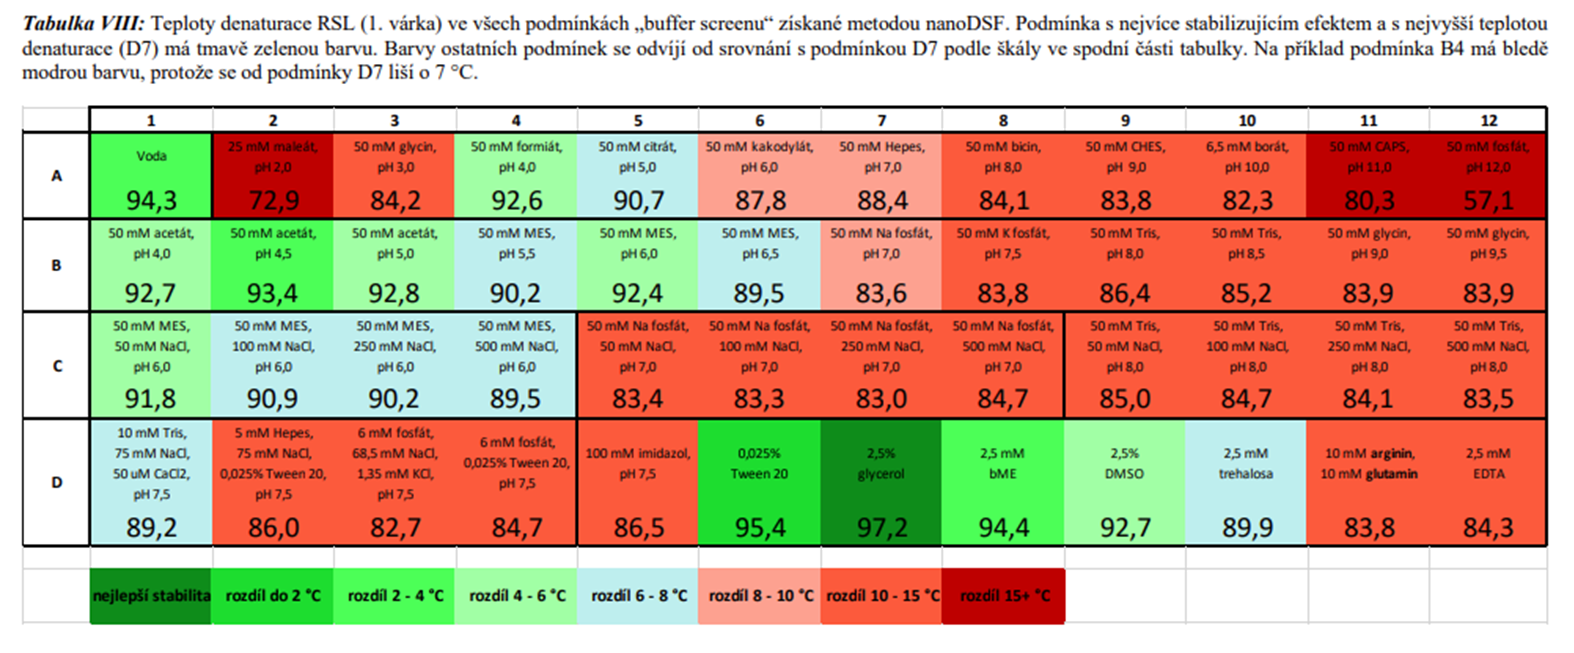 Tabulka VIII: Teploty denaturace RSL (1. várka) ve všech podmínkách „buffer screenu“ získané metodou nanoDSF. Podmínka s nejvíce stabilizujícím efektem a s nejvyšší teplotou
denaturace (D7) má tmavě zelenou barvu. Barvy ostatních podmínek se odvíjí od srovnání s podmínkou D7 podle škály ve spodní části tabulky. Na příklad podmínka B4 má bledě
modrou barvu, protože se od podmínky D7 liší o 7 °C.
1 2 3 4 5 6 7 8 9 10 11 12
A
Voda
94,3
25 mM maleát,
pH 2,0
72,9
50 mM glycin,
pH 3,0
84,2
50 mM formiát,
pH 4,0
92,6
50 mM citrát,
pH 5,0
90,7
50 mM kakodylát,
pH 6,0
87,8
50 mM Hepes,
pH 7,0
88,4
50 mM bicin,
pH 8,0
84,1
50 mM CHES,
pH 9,0
83,8
6,5 mM borát,
pH 10,0
82,3
50 mM CAPS,
pH 11,0
80,3
50 mM fosfát,
pH 12,0
57,1
B
50 mM acetát,
pH 4,0
92,7
50 mM acetát,
pH 4,5
93,4
50 mM acetát,
pH 5,0
92,8
50 mM MES,
pH 5,5
90,2
50 mM MES,
pH 6,0
92,4
50 mM MES,
pH 6,5
89,5
50 mM Na fosfát,
pH 7,0
83,6
50 mM K fosfát,
pH 7,5
83,8
50 mM Tris,
pH 8,0
86,4
50 mM Tris,
pH 8,5
85,2
50 mM glycin,
pH 9,0
83,9
50 mM glycin,
pH 9,5
83,9
C
50 mM MES,
50 mM NaCl,
pH 6,0
91,8
50 mM MES,
100 mM NaCl,
pH 6,0
90,9
50 mM MES,
250 mM NaCl,
pH 6,0
90,2
50 mM MES,
500 mM NaCl,
pH 6,0
89,5
50 mM Na fosfát,
50 mM NaCl,
pH 7,0
83,4
50 mM Na fosfát,
100 mM NaCl,
pH 7,0
83,3
50 mM Na fosfát,
250 mM NaCl,
pH 7,0
83,0
50 mM Na fosfát,
500 mM NaCl,
pH 7,0
84,7
50 mM Tris,
50 mM NaCl,
pH 8,0
85,0
50 mM Tris,
100 mM NaCl,
pH 8,0
84,7
50 mM Tris,
250 mM NaCl,
pH 8,0
84,1
50 mM Tris,
500 mM NaCl,
pH 8,0
83,5
D
10 mM Tris,
75 mM NaCl,
50 uM CaCl2,
pH 7,5
89,2
5 mM Hepes,
75 mM NaCl,
0,025% Tween 20,
pH 7,5
86,0
6 mM fosfát,
68,5 mM NaCl,
1,35 mM KCl,
pH 7,5
82,7
6 mM fosfát,
0,025% Tween 20,
pH 7,5
84,7
100 mM imidazol,
pH 7,5
86,5
0,025%
Tween 20
95,4
2,5%
glycerol
97,2
2,5 mM
bME
94,4
2,5%
DMSO
92,7
2,5 mM
trehalosa
89,9
10 mM arginin,
10 mM glutamin
83,8
2,5 mM
EDTA
84,3
nejlepší stabilita
rozdíl do 2 °C
rozdíl 2 - 4 °C
rozdíl 4 - 6 °C
rozdíl 6 - 8 °C
rozdíl 8 - 10 °C
rozdíl 10 - 15 °C
rozdíl 15+ °C